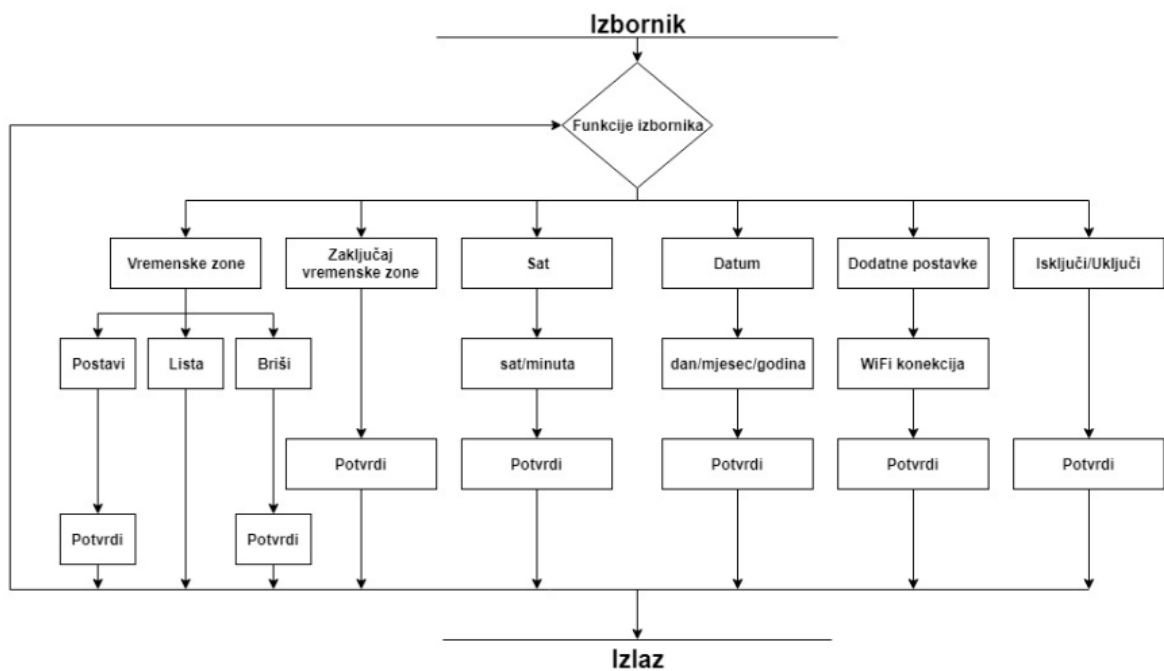 Izbornik
Funkcije izbornika
Vremenske zone
Zaključaj
vremenske zone
Sat
Datum
Dodatne postavke
Isključi/Uključi
Postavi
Lista
Briši
sat/minuta
dan/mjesec/godina
WiFi konekcija
Potvrdi
Potvrdi
Potvrdi
Potvrdi
Potvrdi
Potvrdi
Potvrdi
Izlaz